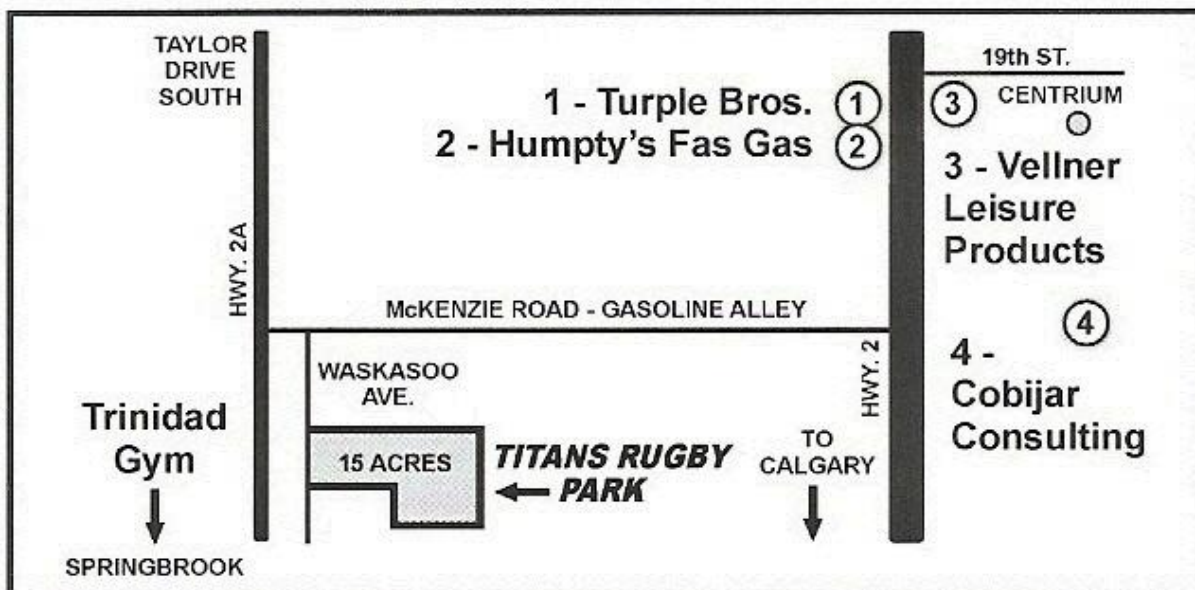 TAYLOR
DRIVE
SOUTH
19th ST.
1 - Turple Bros. 1
2 - Humpty's Fas Gas 2
3 CENTRIUM
3 - Vellner
Leisure
Products
HWY. 2A
McKENZIE ROAD - GASOLINE ALLEY
4
HWY. 2
4 -
Cobijar
Consulting
WASKASOO
AVE.
Trinidad
Gym
15 ACRES
TITANS RUGBY
PARK
TO
CALGARY
SPRINGBROOK